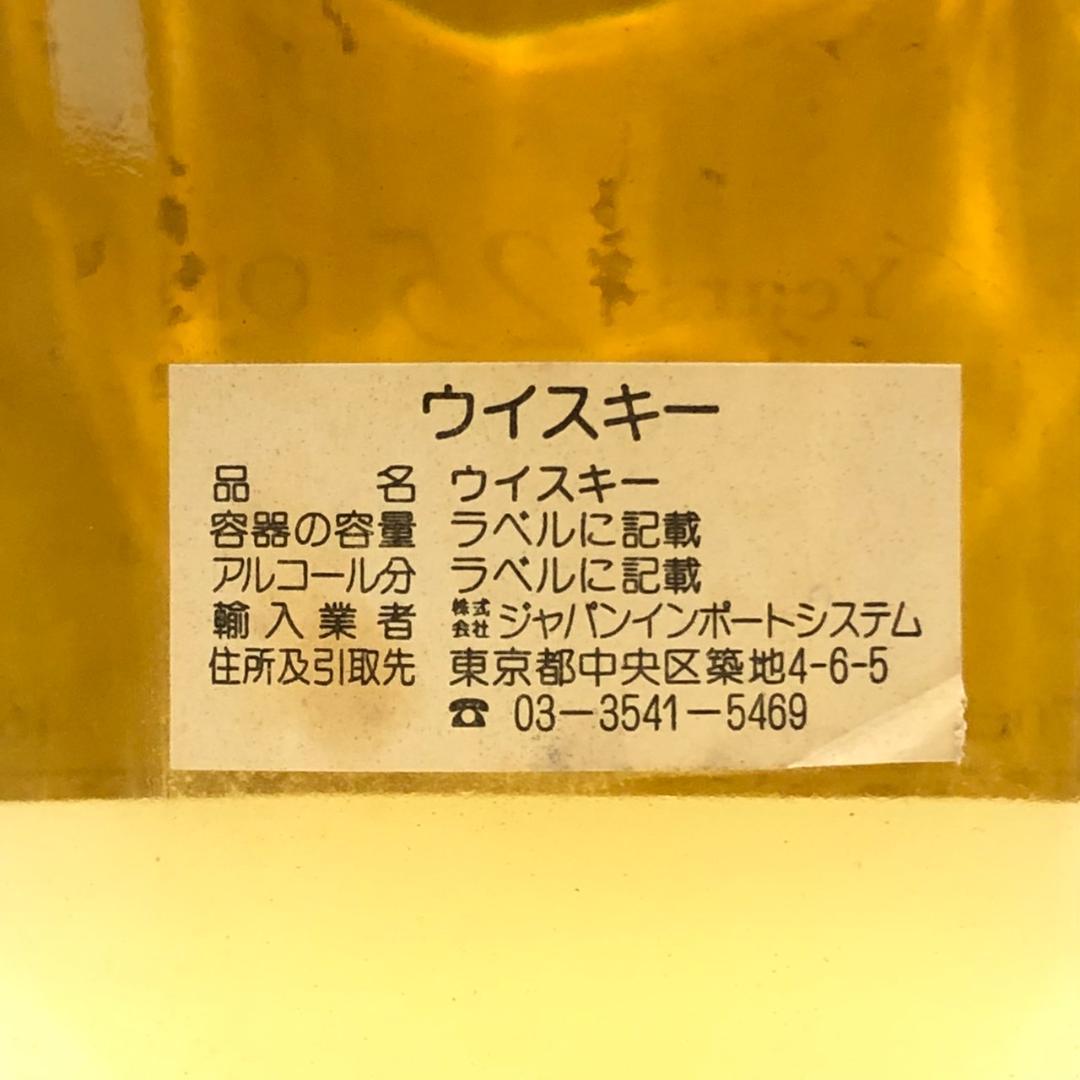 Years 25 Old
ウイスキー
品名 ウイスキー
容器の容量 ラベルに記載
アルコール分 ラベルに記載
輸入業者 株式会社ジャパンインポートシステム
住所及引取先 東京都中央区築地4-6-5
☎ 03-3541-5469